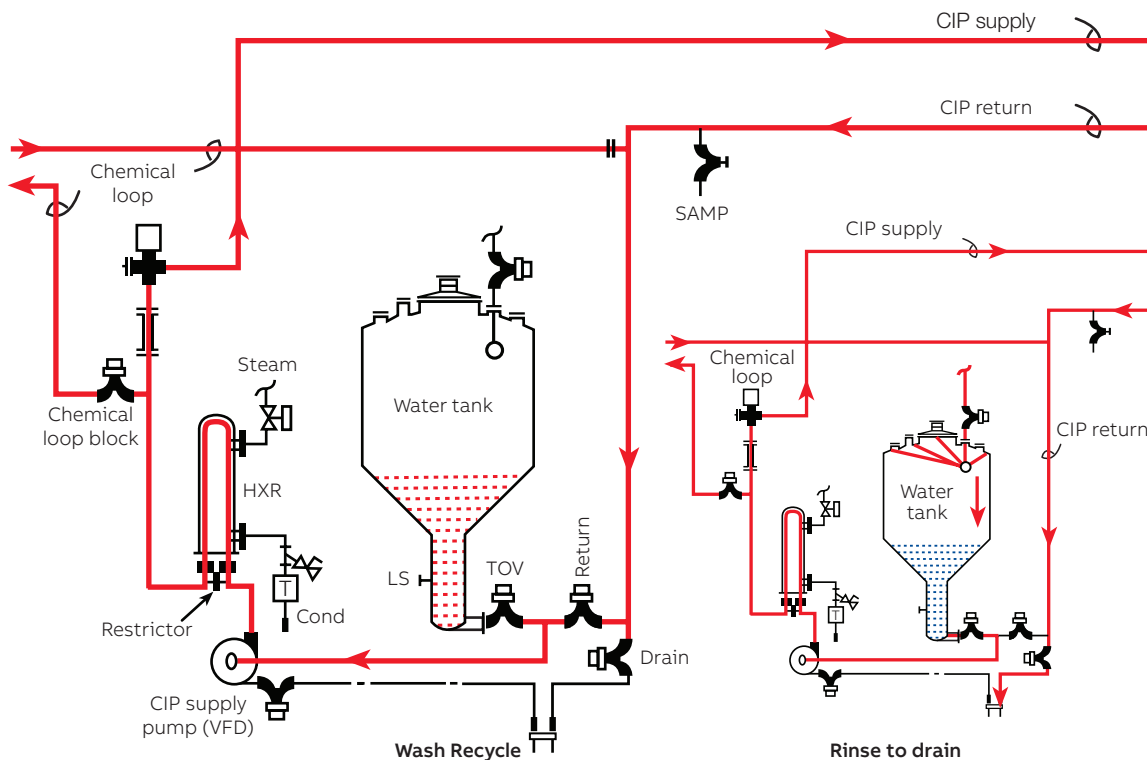 CIP supply
CIP return
Chemical
loop
SAMP
CIP supply
Steam
Chemical
loop
Water tank
Chemical
loop block
CIP return
HXR
Water
tank
LS
TOV
Return
T
Cond
T
Restrictor
Drain
CIP supply
pump (VFD)
Wash Recycle
Rinse to drain